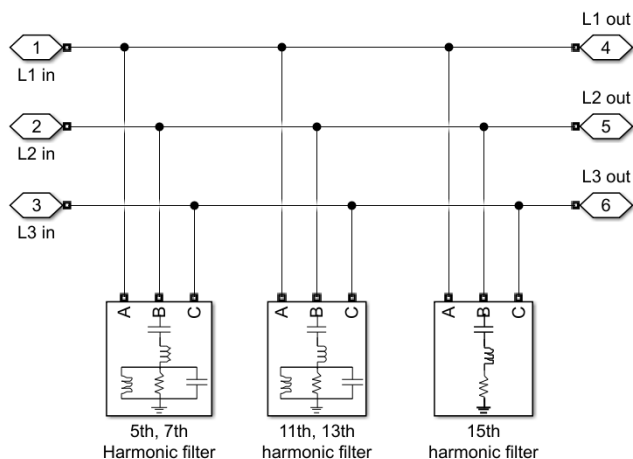 L1 out
1
4
L1 in
L2 out
2
5
L2 in
L3 out
3
6
L3 in
A B C
A B C
A B C
5th, 7th
Harmonic filter
11th, 13th
harmonic filter
15th
harmonic filter